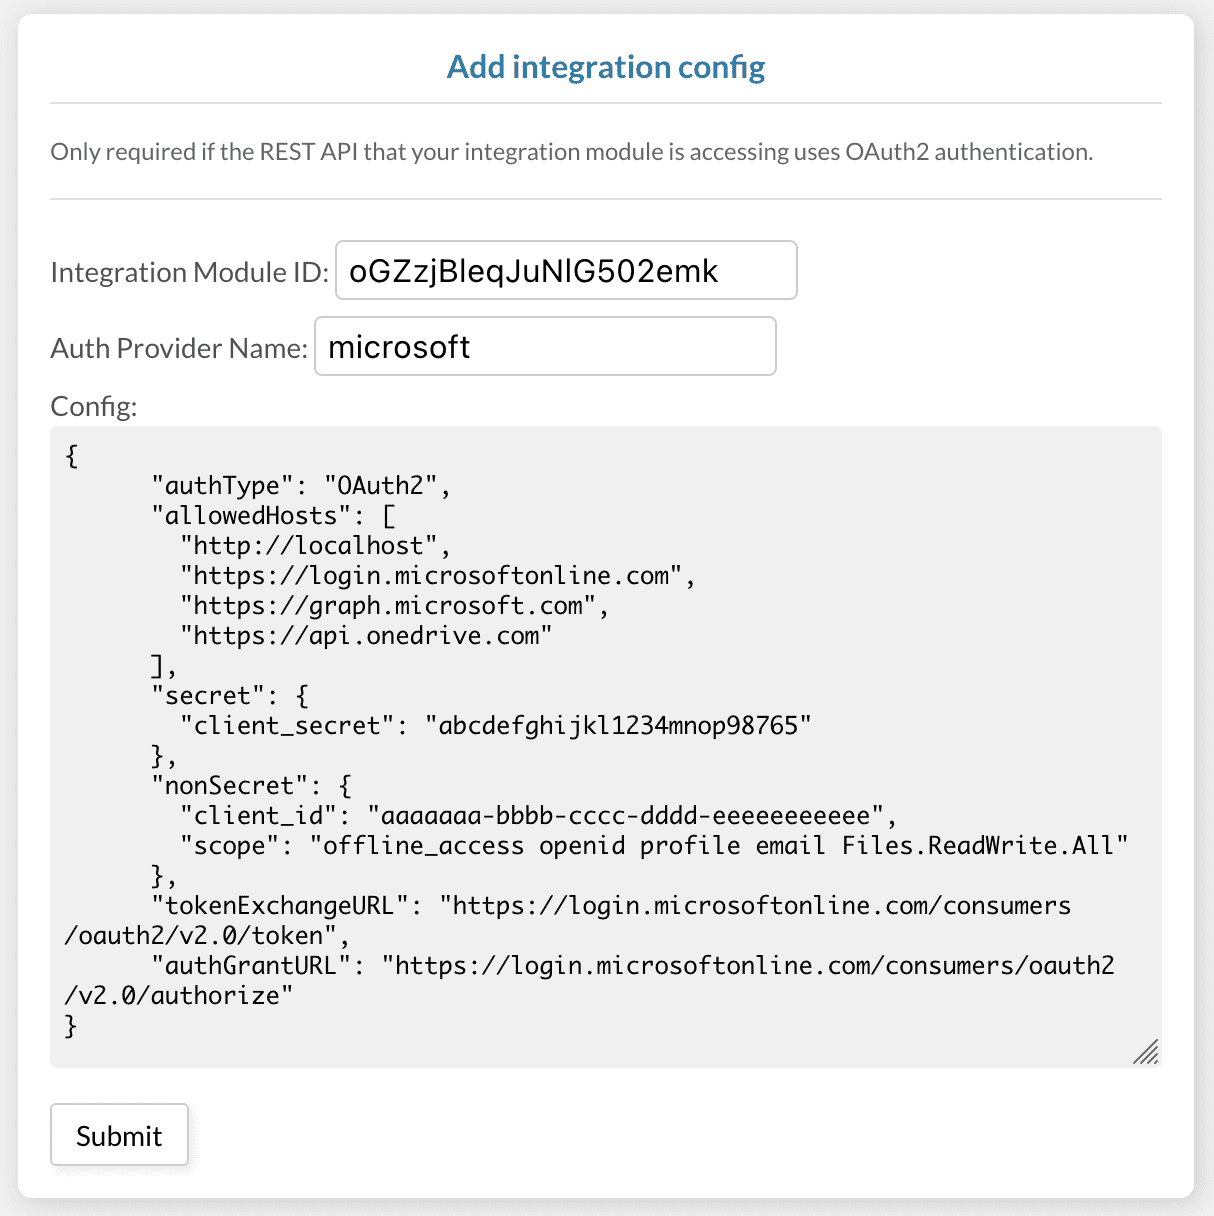 Add integration config
Only required if the REST API that your integration module is accessing uses OAuth2 authentication.
Integration Module ID: oGZzjBleqJuNlG502emk
Auth Provider Name: microsoft
Config:
{
      "authType": "OAuth2",
      "allowedHosts": [
        "http://localhost",
        "https://login.microsoftonline.com",
        "https://graph.microsoft.com",
        "https://api.onedrive.com"
      ],
      "secret": {
        "client_secret": "abcdefghijkl1234mnop98765"
      },
      "nonSecret": {
        "client_id": "aaaaaaa-bbbb-cccc-dddd-eeeeeeeeeee",
        "scope": "offline_access openid profile email Files.ReadWrite.All"
      },
      "tokenExchangeURL": "https://login.microsoftonline.com/consumers
/oauth2/v2.0/token",
      "authGrantURL": "https://login.microsoftonline.com/consumers/oauth2
/v2.0/authorize"
}
Submit